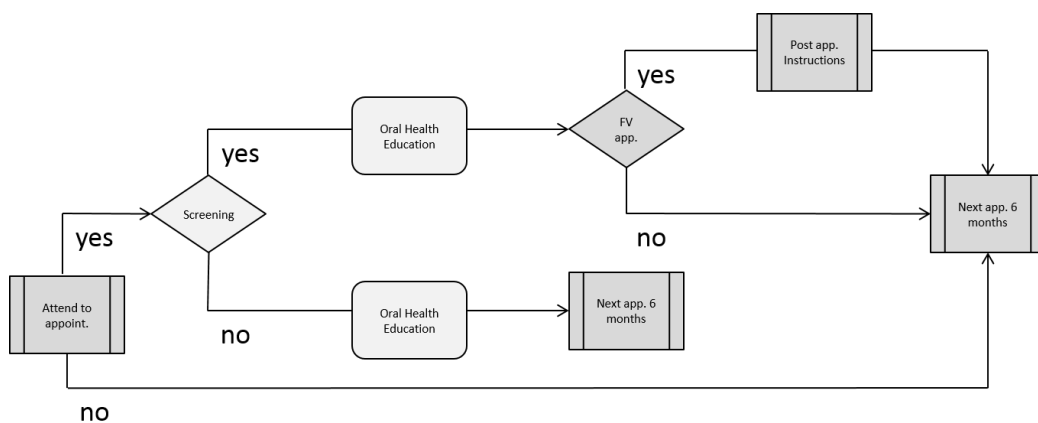 Post app.
Instructions
yes
FV
app.
Oral Health
Education
yes
Screening
Next app. 6
months
yes
no
Attend to
appoint.
Oral Health
Education
Next app. 6
months
no
no